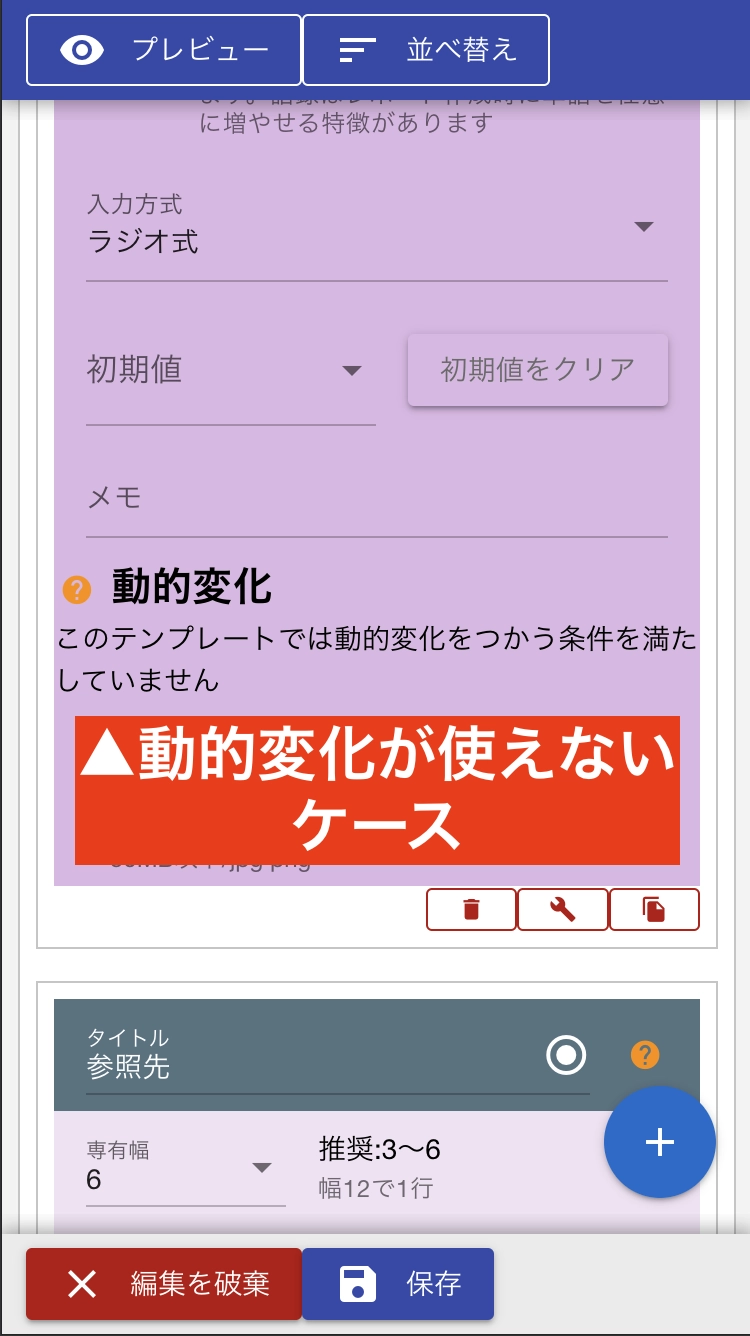 プレビュー
並べ替え
に増やせる特徴があります
入力方式
ラジオ式
初期値
初期値をクリア
メモ
動的変化
このテンプレートでは動的変化をつかう条件を満た
していません
▲動的変化が使えない
ケース
タイトル
参照先
専有幅
6
推奨:3〜6
幅12で1行
編集を破棄
保存